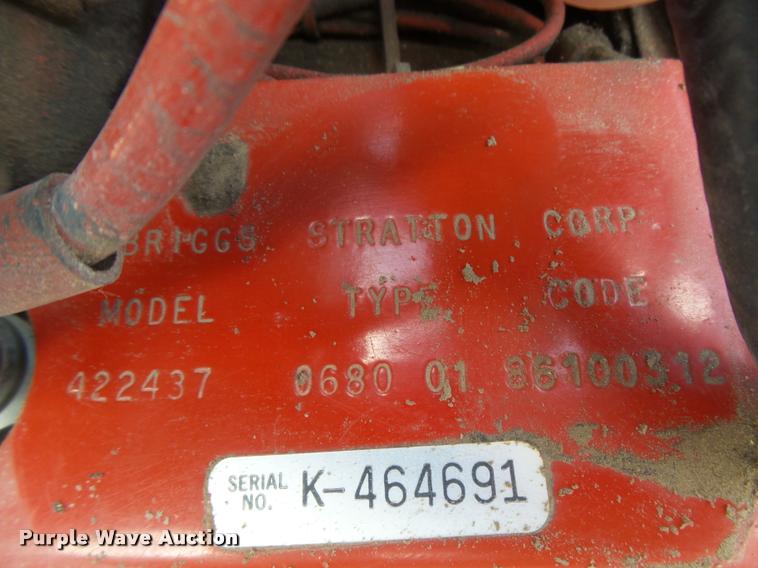 BRIGGS STRATTON CORP
MODEL TYPE CODE
422437 0680 01 86100312
SERIAL NO. K-464691
Purple Wave Auction